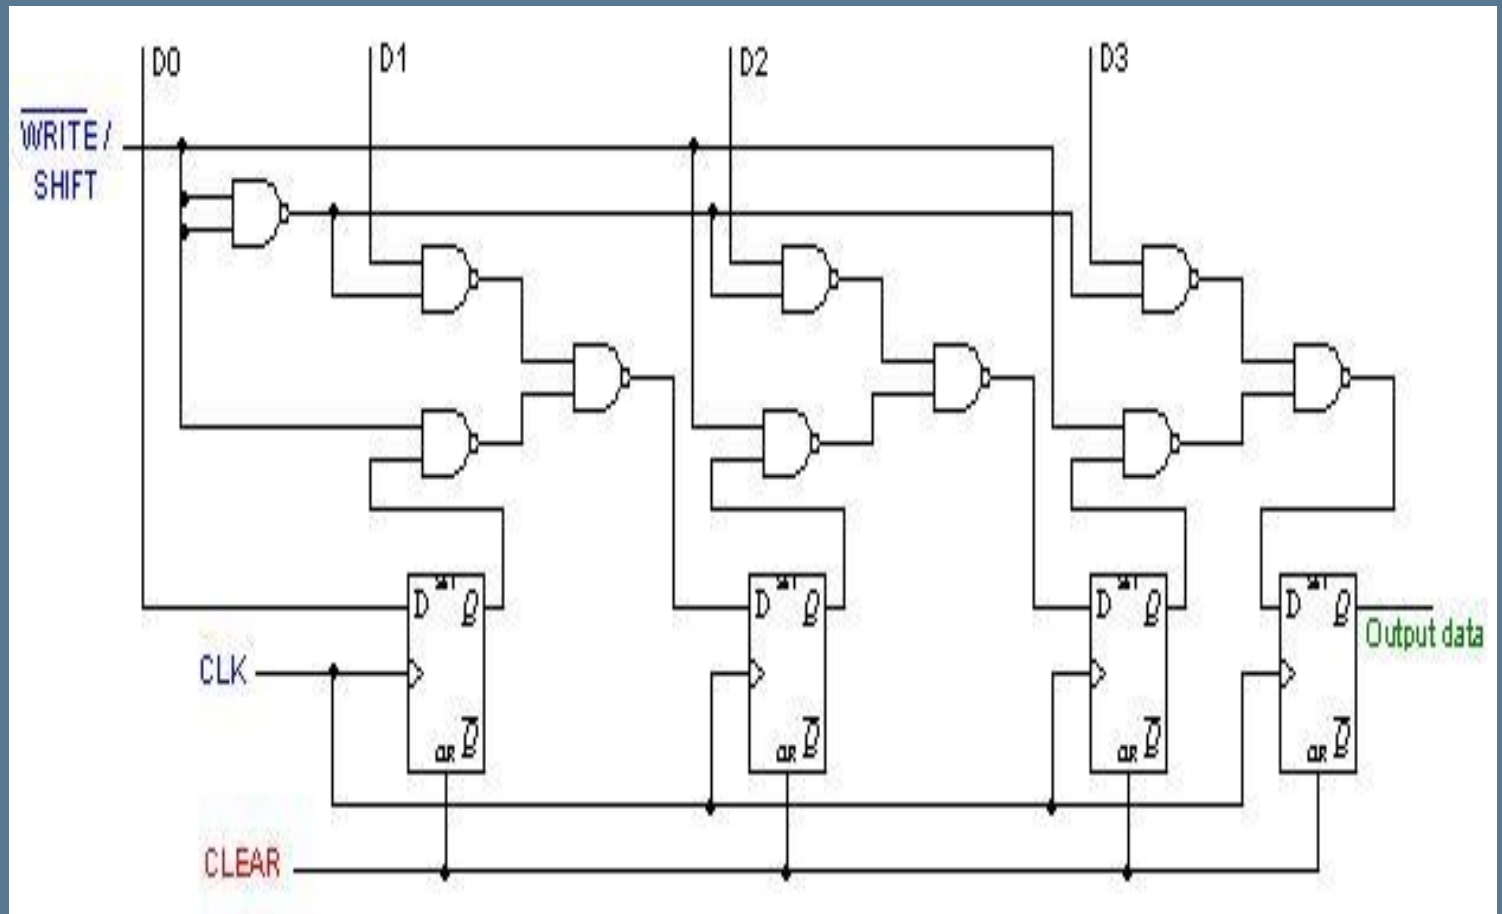 D0
D1
D2
D3
WRITE /
SHIFT
D Q
D Q
D Q
D Q
Output data
CLK
Q
Q
Q
Q
CLEAR